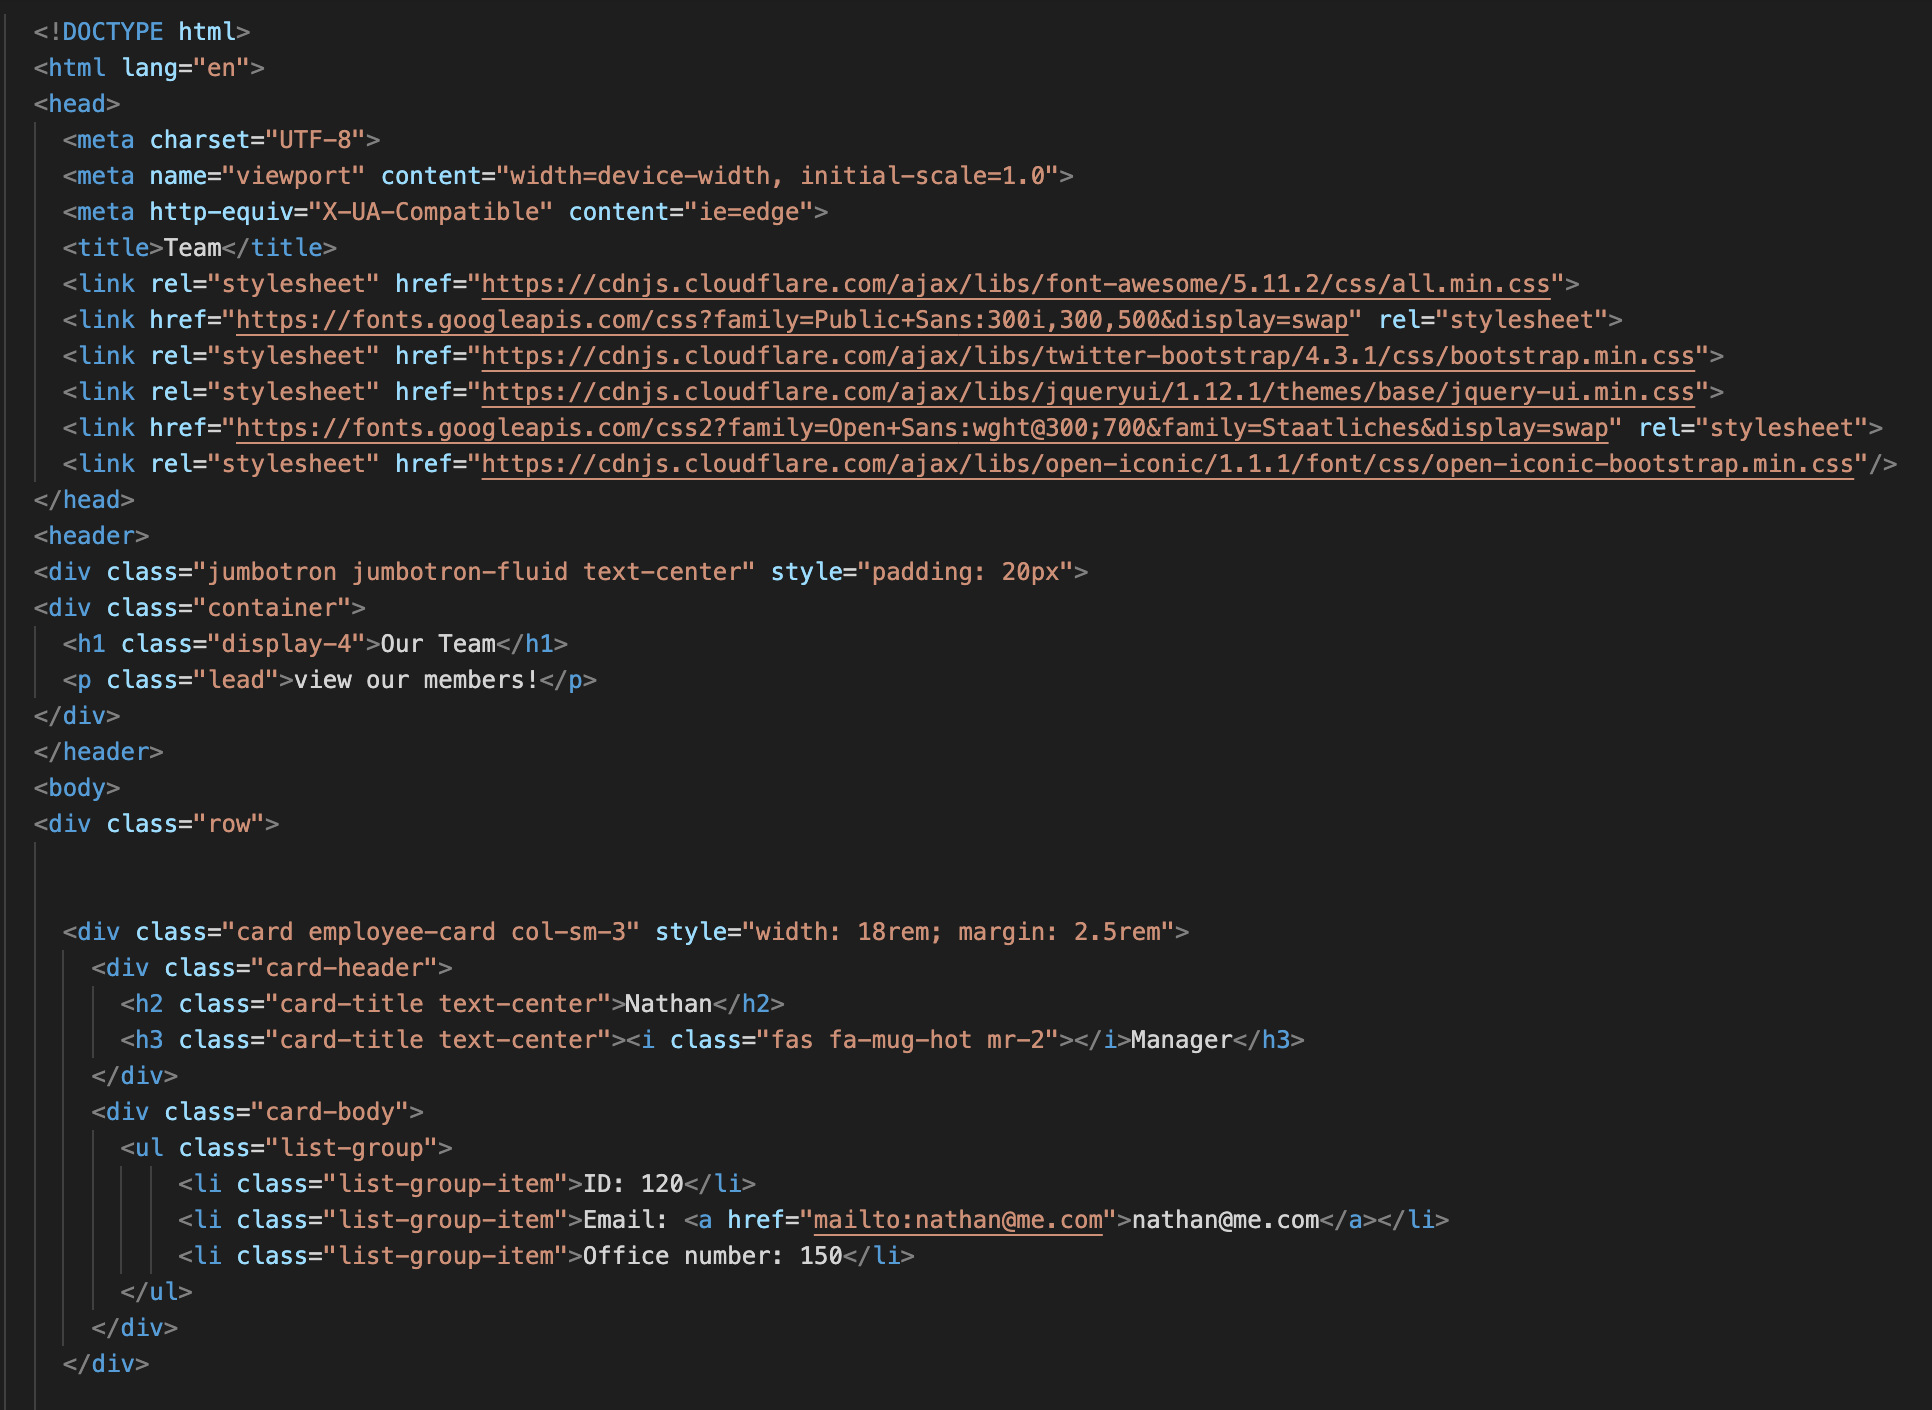 <!DOCTYPE html>
<html lang="en">
<head>
  <meta charset="UTF-8">
  <meta name="viewport" content="width=device-width, initial-scale=1.0">
  <meta http-equiv="X-UA-Compatible" content="ie=edge">
  <title>Team</title>
  <link rel="stylesheet" href="https://cdnjs.cloudflare.com/ajax/libs/font-awesome/5.11.2/css/all.min.css">
  <link href="https://fonts.googleapis.com/css?family=Public+Sans:300i,300,500&display=swap" rel="stylesheet">
  <link rel="stylesheet" href="https://cdnjs.cloudflare.com/ajax/libs/twitter-bootstrap/4.3.1/css/bootstrap.min.css">
  <link rel="stylesheet" href="https://cdnjs.cloudflare.com/ajax/libs/jqueryui/1.12.1/themes/base/jquery-ui.min.css">
  <link href="https://fonts.googleapis.com/css2?family=Open+Sans:wght@300;700&family=Staatliches&display=swap" rel="stylesheet">
  <link rel="stylesheet" href="https://cdnjs.cloudflare.com/ajax/libs/open-iconic/1.1.1/font/css/open-iconic-bootstrap.min.css"/>
</head>
<header>
<div class="jumbotron jumbotron-fluid text-center" style="padding: 20px">
<div class="container">
  <h1 class="display-4">Our Team</h1>
  <p class="lead">view our members!</p>
</div>
</header>
<body>
<div class="row">
  <div class="card employee-card col-sm-3" style="width: 18rem; margin: 2.5rem">
    <div class="card-header">
      <h2 class="card-title text-center">Nathan</h2>
      <h3 class="card-title text-center"><i class="fas fa-mug-hot mr-2"></i>Manager</h3>
    </div>
    <div class="card-body">
      <ul class="list-group">
          <li class="list-group-item">ID: 120</li>
          <li class="list-group-item">Email: <a href="mailto:nathan@me.com">nathan@me.com</a></li>
          <li class="list-group-item">Office number: 150</li>
      </ul>
    </div>
  </div>